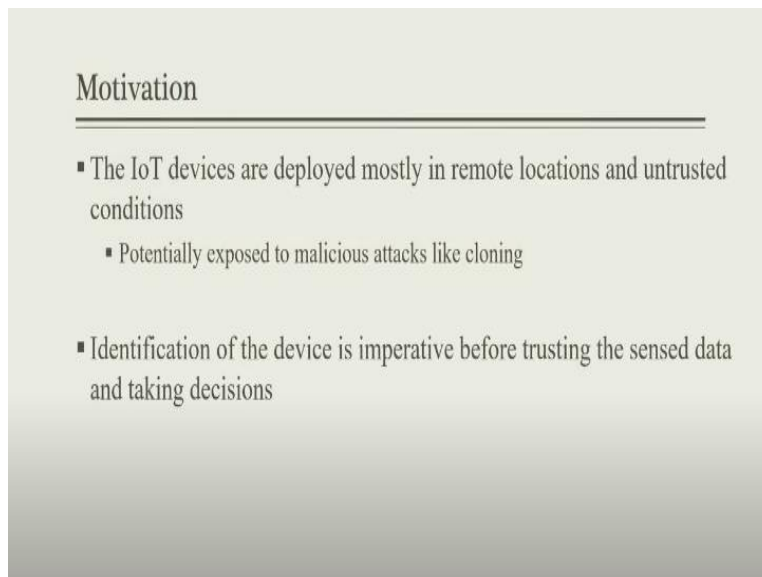 Motivation
▪ The IoT devices are deployed mostly in remote locations and untrusted
conditions
▪ Potentially exposed to malicious attacks like cloning
▪ Identification of the device is imperative before trusting the sensed data
and taking decisions